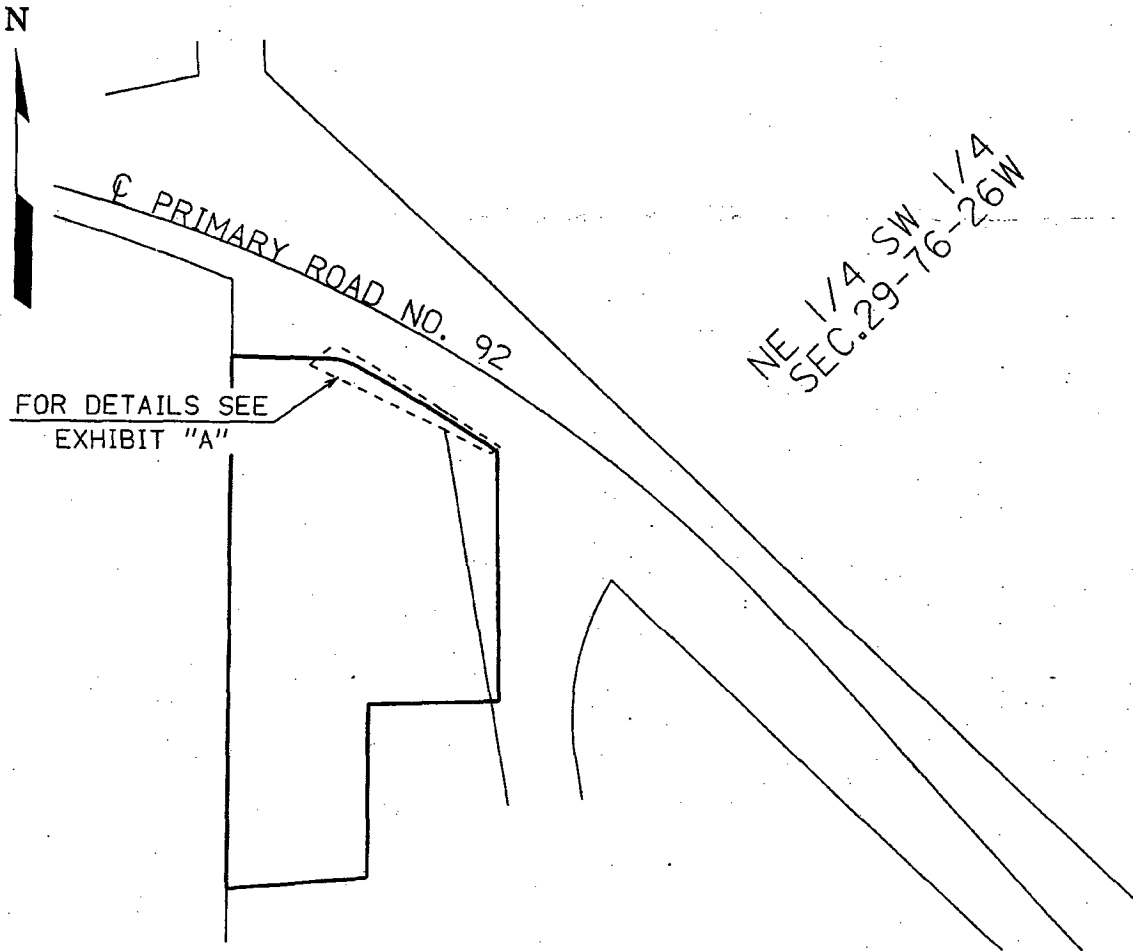 N
℄ PRIMARY ROAD NO. 92
NE 1/4 SW 1/4
SEC.29-76-26W
FOR DETAILS SEE
EXHIBIT "A"